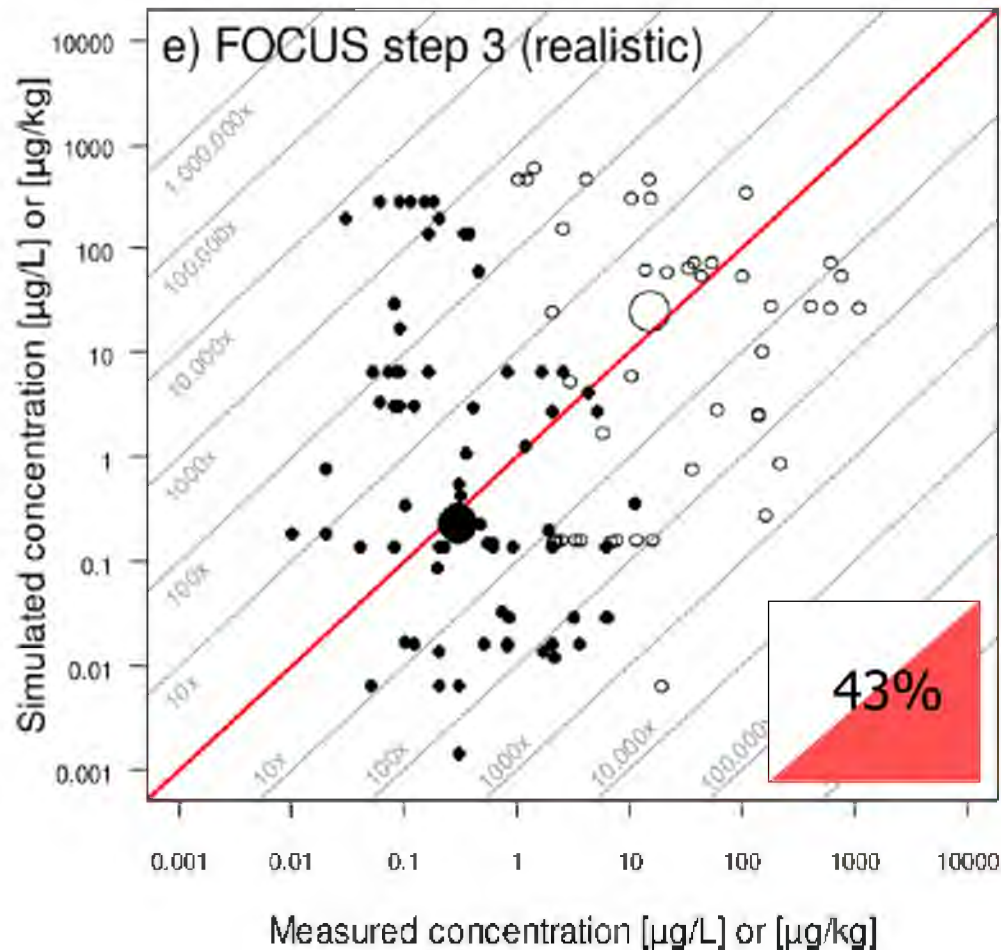 e) FOCUS step 3 (realistic)
Simulated concentration [µg/L] or [µg/kg]
10000
1000
100
10
1
0.1
0.01
0.001
1.000.000x
100.000x
10.000x
1000x
100x
10x
10x
100x
1000x
10.000x
100.000x
43%
0.001
0.01
0.1
1
10
100
1000
10000
Measured concentration [µg/L] or [µg/kg]